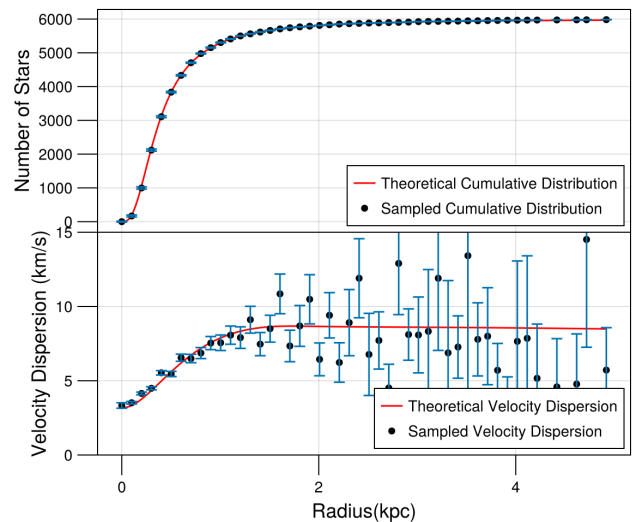 6000
5000
4000
3000
2000
1000
0
Number of Stars
Theoretical Cumulative Distribution
Sampled Cumulative Distribution
15
10
5
0
Velocity Dispersion (km/s)
Theoretical Velocity Dispersion
Sampled Velocity Dispersion
0 2 4
Radius(kpc)